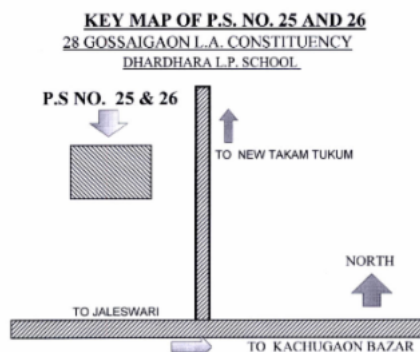 KEY MAP OF P.S. NO. 25 AND 26
28 GOSSAIGAON L.A. CONSTITUENCY
DHARDHARA L.P. SCHOOL
P.S NO. 25 & 26
TO NEW TAKAM TUKUM
NORTH
TO JALESWARI
TO KACHUGAON BAZAR